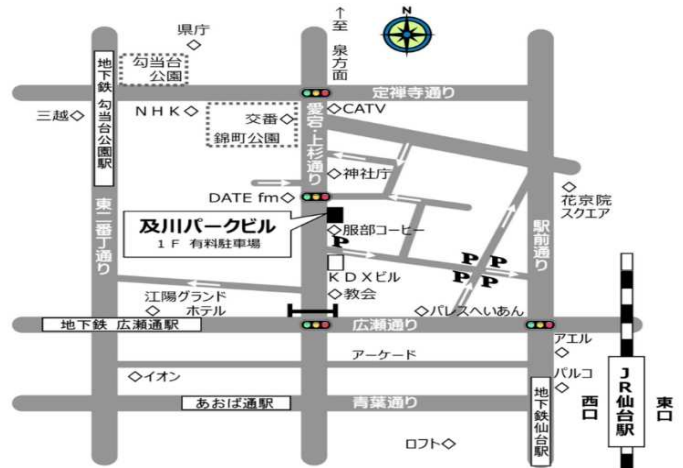 県庁
↑至 泉方面
N
地下鉄 勾当台公園駅
勾当台
公園
定禅寺通り
三越
NHK
交番
錦町公園
愛宕・上杉通り
CATV
神社庁
DATE fm
花京院
スクエア
及川パークビル
1F 有料駐車場
服部コーヒー
P
東二番丁通り
駅前通り
P P
P P
KDXビル
教会
江陽グランド
ホテル
パレスへいあん
地下鉄 広瀬通駅
広瀬通り
アエル
アーケード
イオン
パルコ
あおば通駅
青葉通り
地下鉄仙台駅
西口
JR仙台駅
東口
ロフト